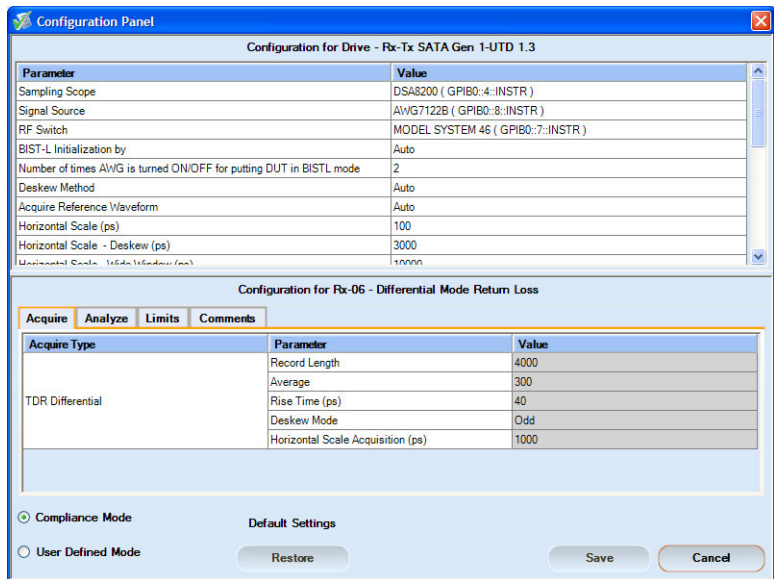 Configuration Panel
Configuration for Drive - Rx-Tx SATA Gen 1-UTD 1.3
Parameter Value
Sampling Scope DSA8200 ( GPIB0::4::INSTR )
Signal Source AWG7122B ( GPIB0::8::INSTR )
RF Switch MODEL SYSTEM 46 ( GPIB0::7::INSTR )
BIST-L Initialization by Auto
Number of times AWG is turned ON/OFF for putting DUT in BISTL mode 2
Deskew Method Auto
Acquire Reference Waveform Auto
Horizontal Scale (ps) 100
Horizontal Scale - Deskew (ps) 3000
Horizontal Scale - Wide Window (ps) 10000
Configuration for Rx-06 - Differential Mode Return Loss
Acquire Analyze Limits Comments
Acquire Type Parameter Value
Record Length 4000
Average 300
TDR Differential Rise Time (ps) 40
Deskew Mode Odd
Horizontal Scale Acquisition (ps) 1000
Compliance Mode Default Settings
User Defined Mode Restore Save Cancel